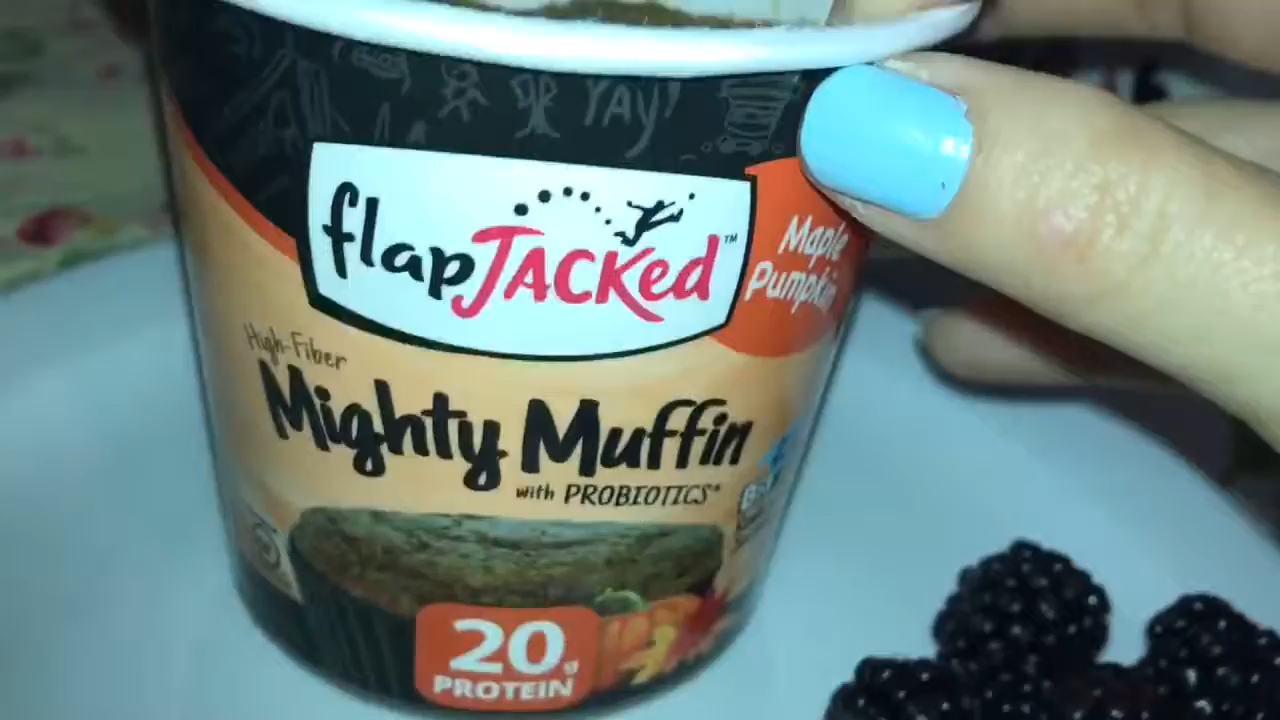 YAY!
flapJACKed™
Maple
Pumpkin
High-Fiber
Mighty Muffin
with PROBIOTICS*
20g
PROTEIN